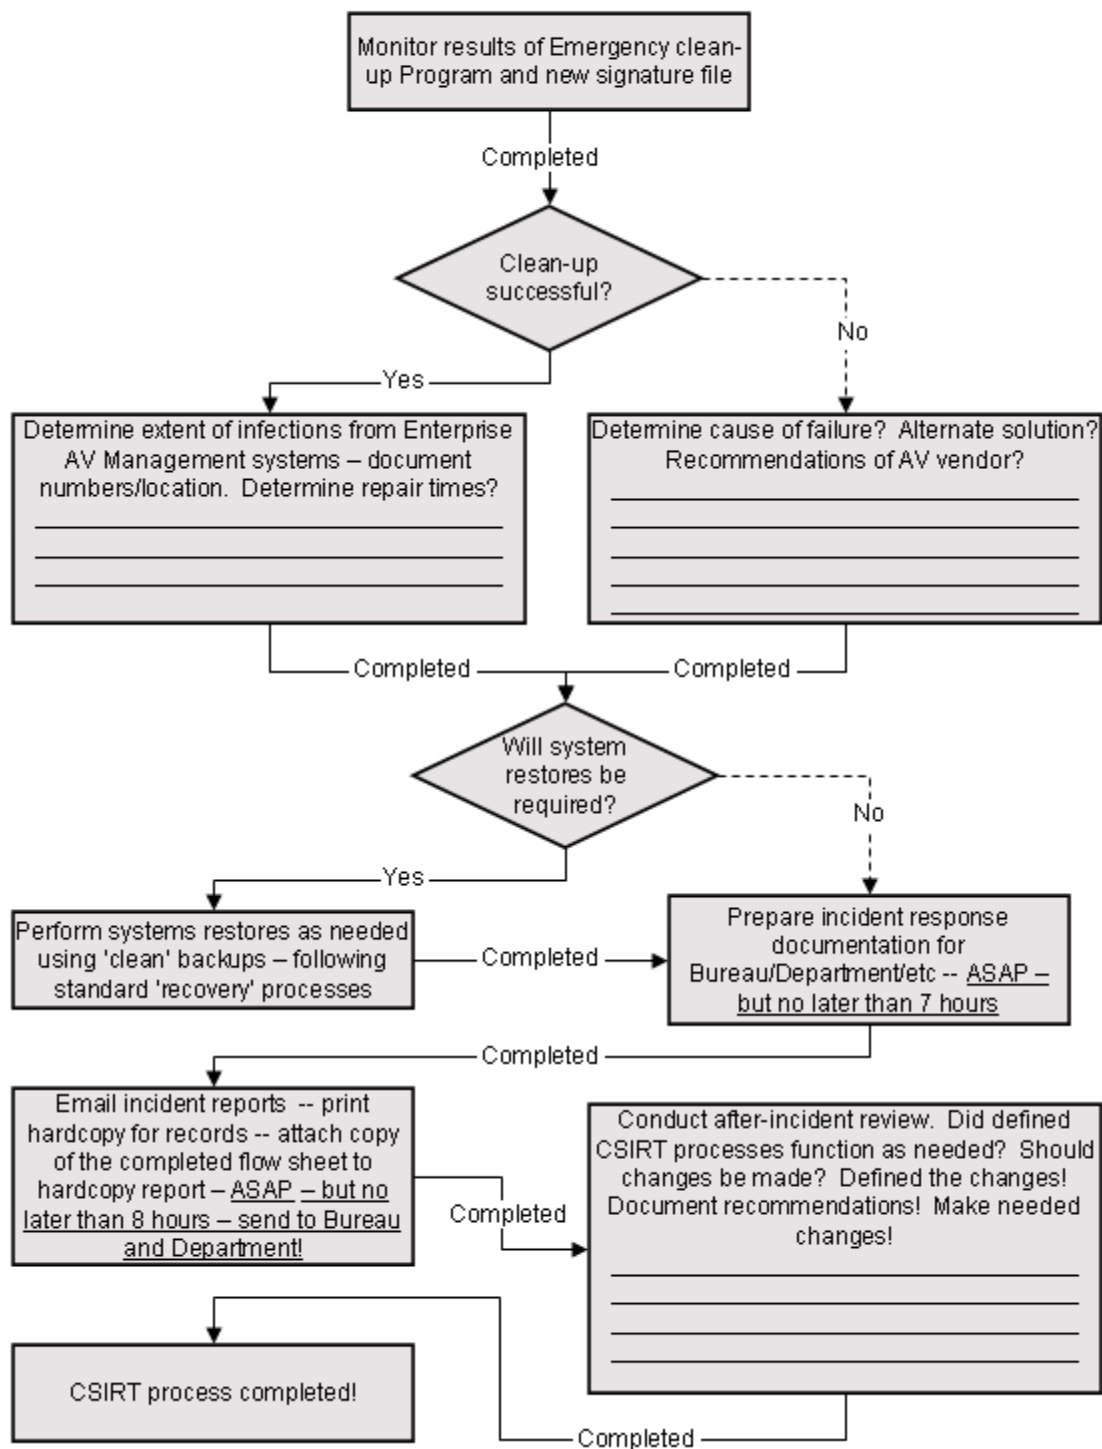 Monitor results of Emergency clean-
up Program and new signature file
Completed
Clean-up
successful?
No
Yes
Determine extent of infections from Enterprise
AV Management systems – document
numbers/location.  Determine repair times?
Determine cause of failure?  Alternate solution?
Recommendations of AV vendor?
Completed
Completed
Will system
restores be
required?
No
Yes
Perform systems restores as needed
using 'clean' backups – following
standard 'recovery' processes
Completed
Prepare incident response
documentation for
Bureau/Department/etc -- ASAP –
but no later than 7 hours
Completed
Email incident reports  -- print
hardcopy for records -- attach copy
of the completed flow sheet to
hardcopy report – ASAP – but no
later than 8 hours – send to Bureau
and Department!
Completed
Conduct after-incident review.  Did defined
CSIRT processes function as needed?  Should
changes be made?  Defined the changes!
Document recommendations!  Make needed
changes!
CSIRT process completed!
Completed